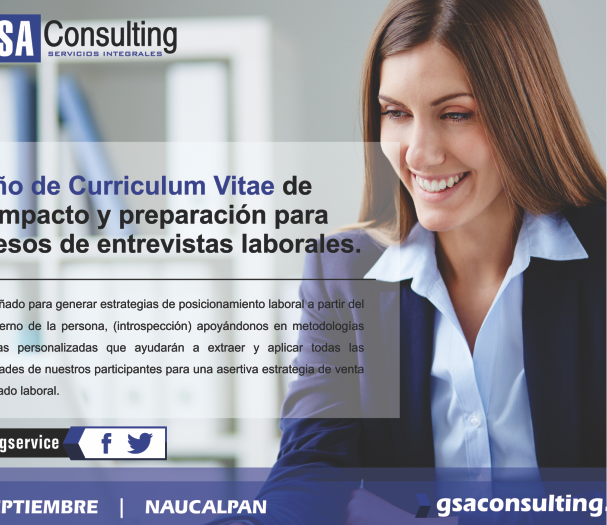 SA Consulting
SERVICIOS INTEGRALES
ño de Curriculum Vitae de
mpacto y preparación para
esos de entrevistas laborales.
ñado para generar estrategias de posicionamiento laboral a partir del
erno de la persona, (introspección) apoyándonos en metodologías
as personalizadas que ayudarán a extraer y aplicar todas las
ades de nuestros participantes para una asertiva estrategia de venta
ado laboral.
gservice
PTIEMBRE | NAUCALPAN
gsaconsulting.